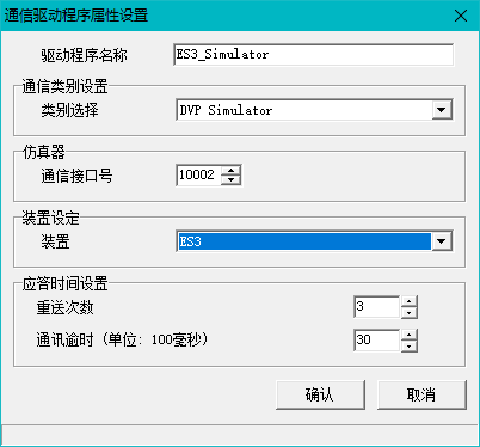 通信驱动程序属性设置
驱动程序名称 ES3_Simulator
通信类别设置
类别选择 DVP Simulator
仿真器
通信接口号 10002
装置设定
装置 ES3
应答时间设置
重送次数 3
通讯逾时（单位：100毫秒） 30
确认 取消